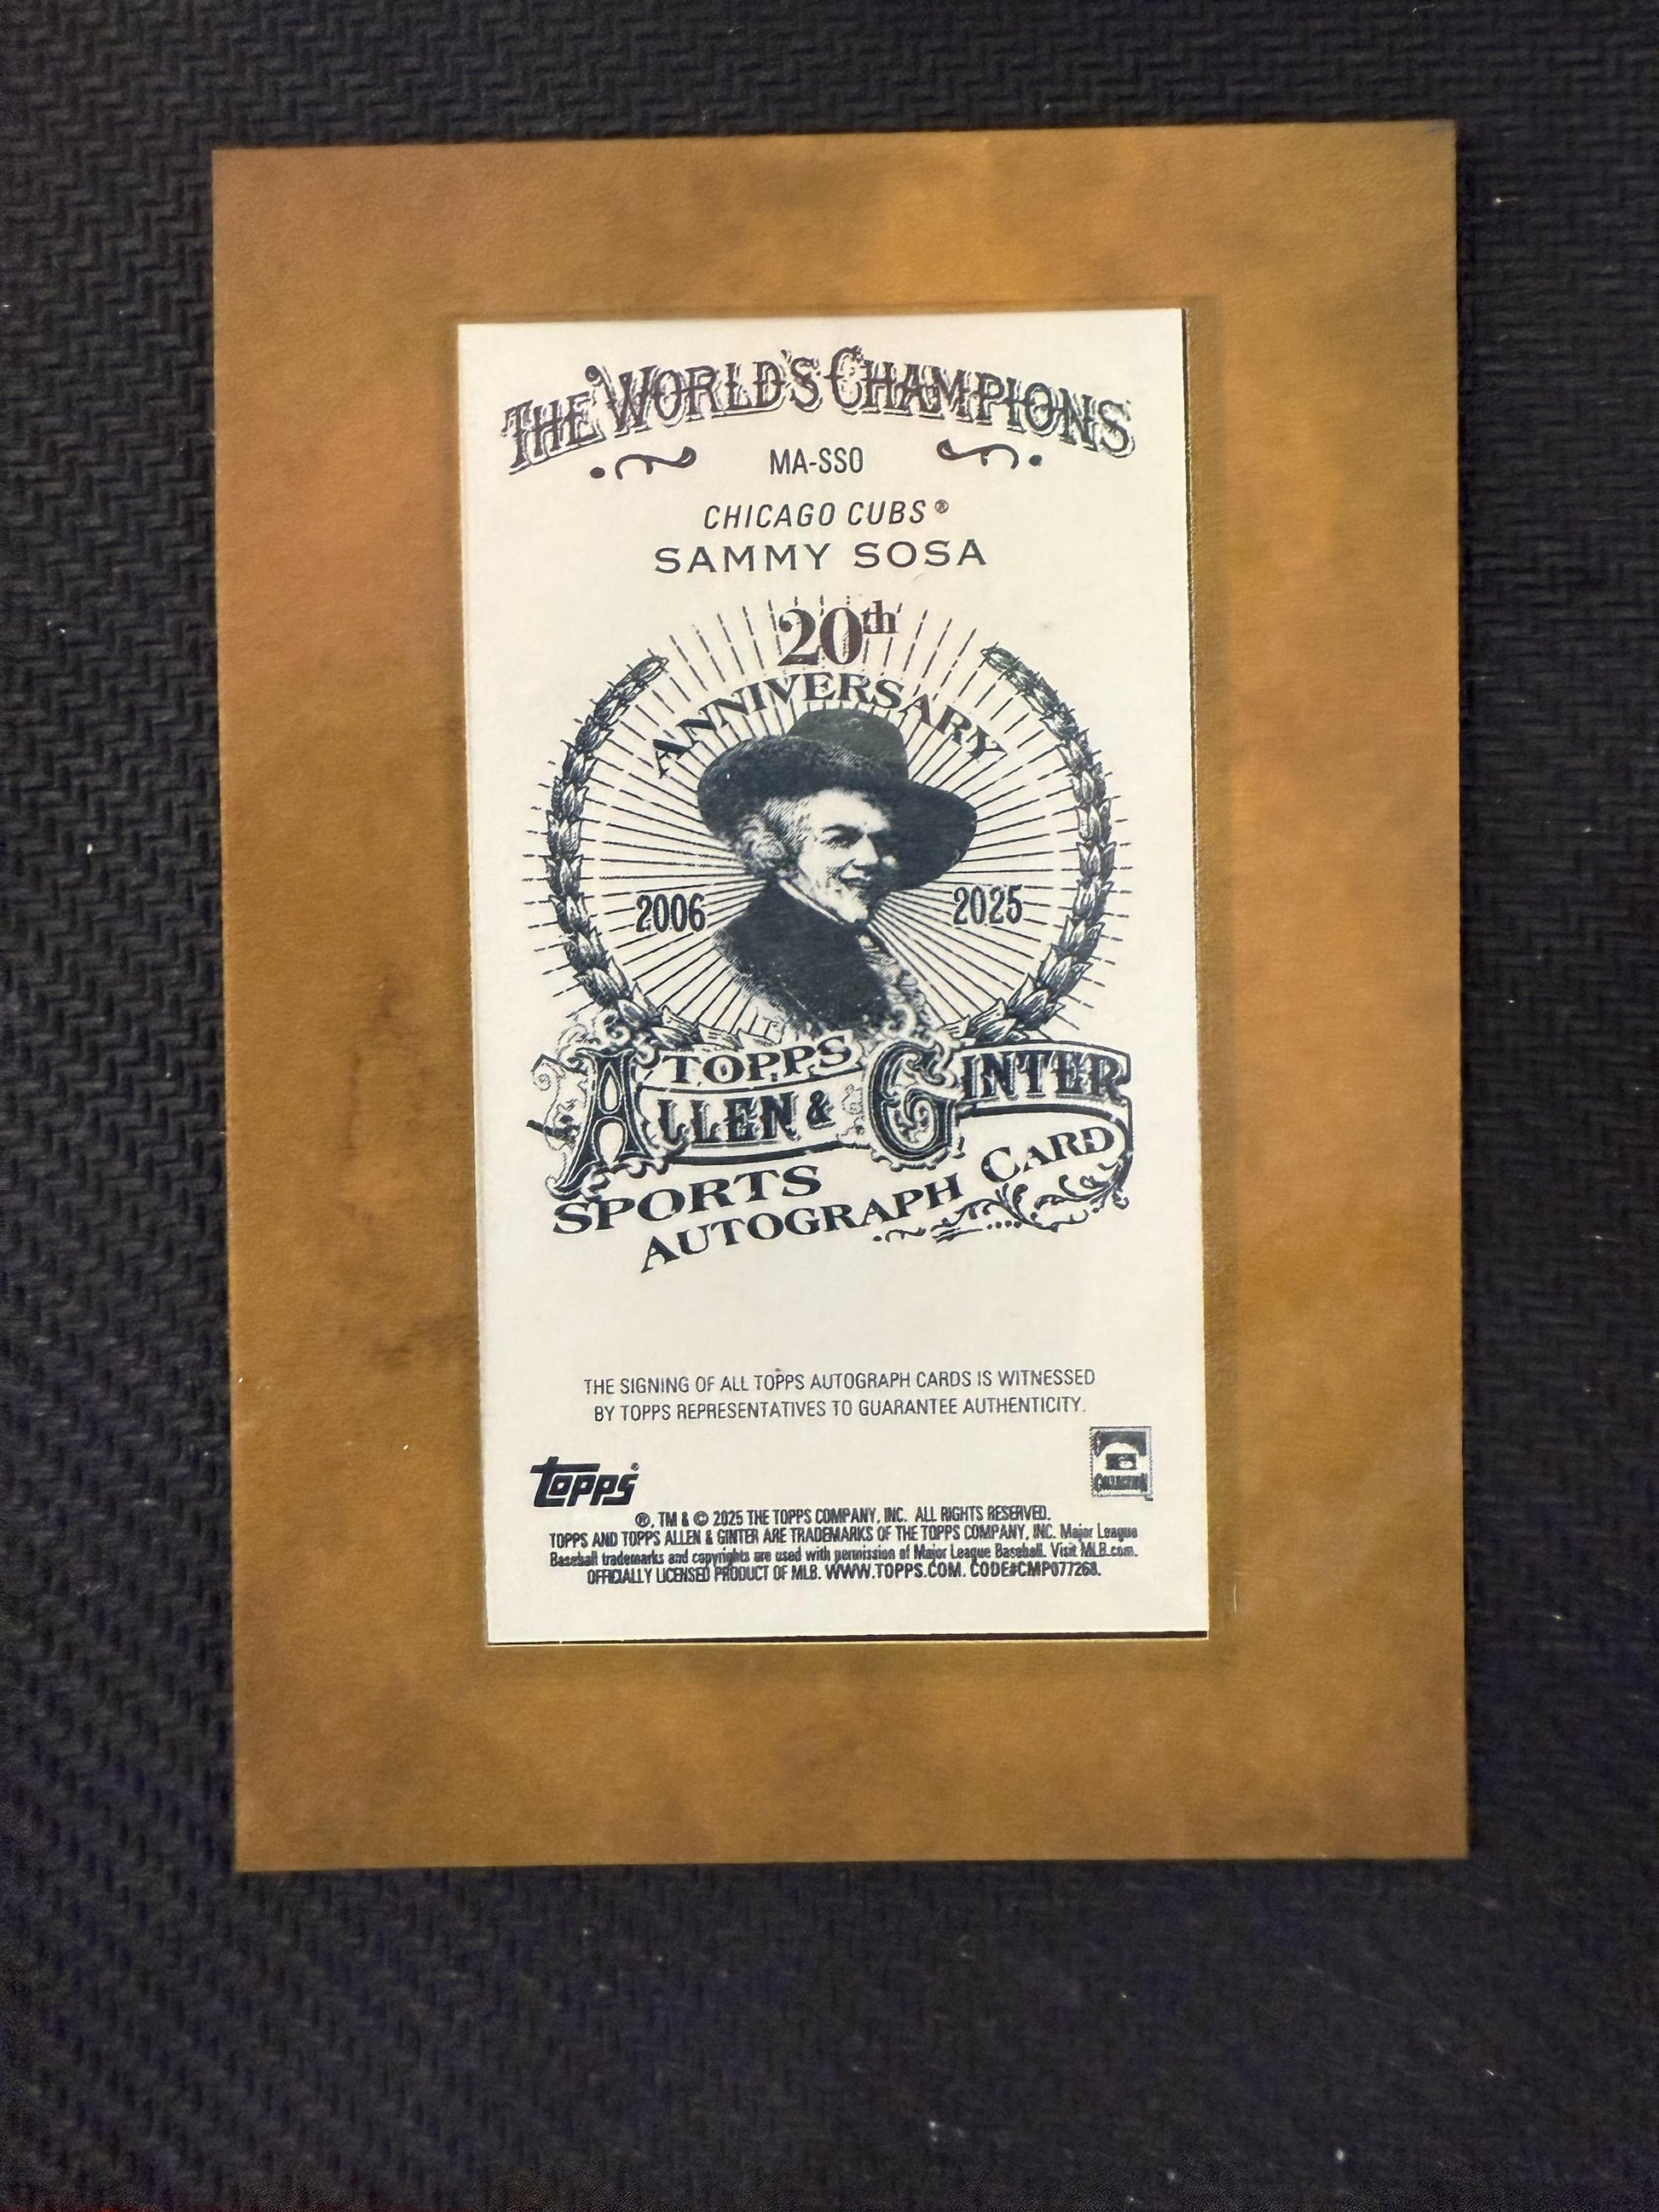 THE WORLD'S CHAMPIONS
MA-SSO
CHICAGO CUBS®
SAMMY SOSA
20th
ANNIVERSARY
2006 2025
TOPPS
ALLEN & GINTER
SPORTS
AUTOGRAPH CARD
THE SIGNING OF ALL TOPPS AUTOGRAPH CARDS IS WITNESSED
BY TOPPS REPRESENTATIVES TO GUARANTEE AUTHENTICITY.
topps®
COLLECTION
®, TM & © 2025 THE TOPPS COMPANY, INC. ALL RIGHTS RESERVED.
TOPPS AND TOPPS ALLEN & GINTER ARE TRADEMARKS OF THE TOPPS COMPANY, INC. Major League
Baseball trademarks and copyrights are used with permission of Major League Baseball. Visit MLB.com.
OFFICIALLY LICENSED PRODUCT OF MLB. WWW.TOPPS.COM. CODE#CMP077268.